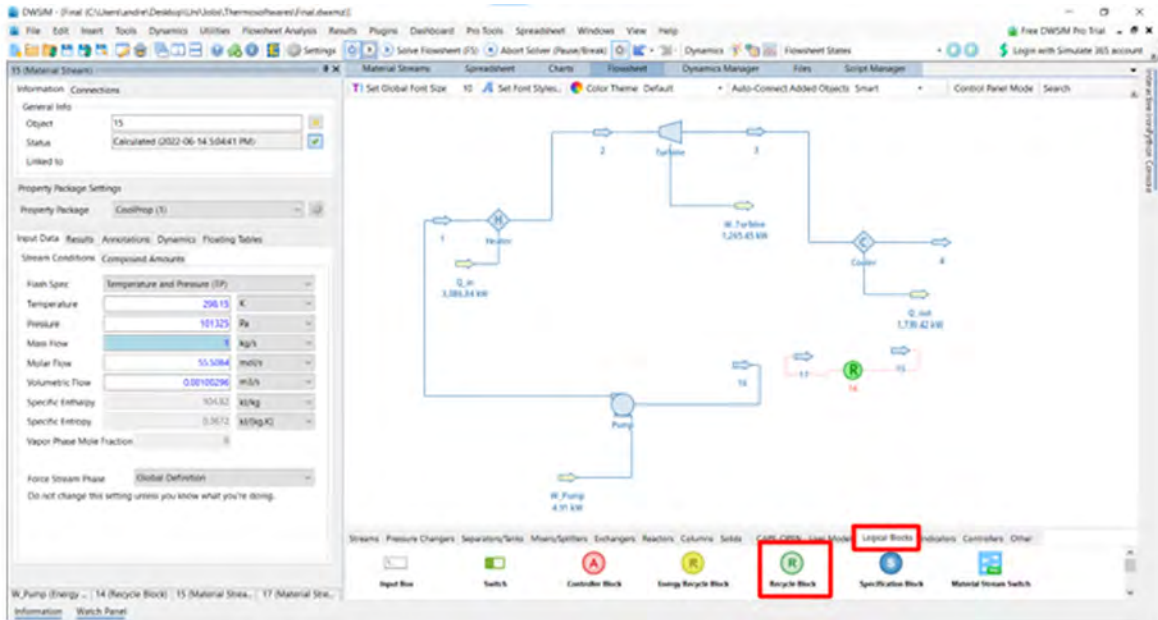 DWSIM - [Final (C:\Users\andre\Desktop\Uni\Jobs\Thermosoftwares\Final.dwxmz)]
File Edit Insert Tools Dynamics Utilities Flowsheet Analysis Results Plugins Dashboard Pro Tools Spreadsheet Windows View Help Free DWSIM Pro Trial
Settings Solve Flowsheet (F5) Abort Solver (Pause/Break) Dynamics Flowsheet States Login with Simulate 365 account
15 (Material Stream) Material Streams Spreadsheet Charts Flowsheet Dynamics Manager Files Script Manager
Information Connections
Set Global Font Size 10 Set Font Styles.. Color Theme Default Auto-Connect Added Objects Smart Control Panel Mode Search
General Info
Object 15
Status Calculated (2022-06-14 5:04:41 PM)
Linked to
Property Package Settings
Property Package CoolProp (1)
Input Data Results Annotations Dynamics Floating Tables
Stream Conditions Compound Amounts
Flash Spec Temperature and Pressure (TP)
Temperature 298.15 K
Pressure 101325 Pa
Mass Flow 1 kg/s
Molar Flow 55.5084 mol/s
Volumetric Flow 0.00100296 m3/s
Specific Enthalpy 104.92 kJ/kg
Specific Entropy 0.3672 kJ/[kg.K]
Vapor Phase Mole Fraction 0
Force Stream Phase Global Definition
Do not change this setting unless you know what you're doing.
2
Turbine
3
W_Turbine
1,265.45 kW
1
Heater
Q_in
Cooler
4
Q_out
17
14
15
Pump
W_Pump
4.91 kW
Streams Pressure Changers Separators/Tanks Mixers/Splitters Exchangers Reactors Columns Solids CAPE-OPEN User Models Logical Blocks Indicators Controllers Other
Input Box
Switch
A
Controller Block
R
Energy Recycle Block
R
Recycle Block
S
Specification Block
Material Stream Switch
W_Pump (Energy ... 14 (Recycle Block) 15 (Material Strea... 17 (Material Stre...
Information Watch Panel
Interactive IronPython Console